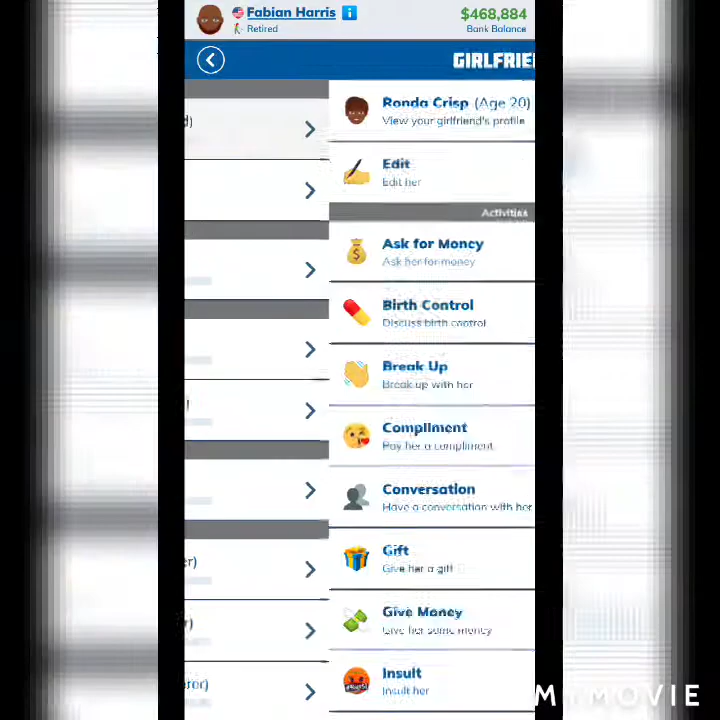 Fabian Harris
Retired
$468,884
Bank Balance
GIRLFRIE
d)
Ronda Crisp (Age 20)
View your girlfriend's profile
Edit
Edit her
Activities
Ask for Money
Ask her for money
Birth Control
Discuss birth control
Break Up
Break up with her
Compliment
Pay her a compliment
Conversation
Have a conversation with her
Gift
Give her a gift
er)
Give Money
Give her some money
)
Insult
Insult her
ter)
MYMOVIE